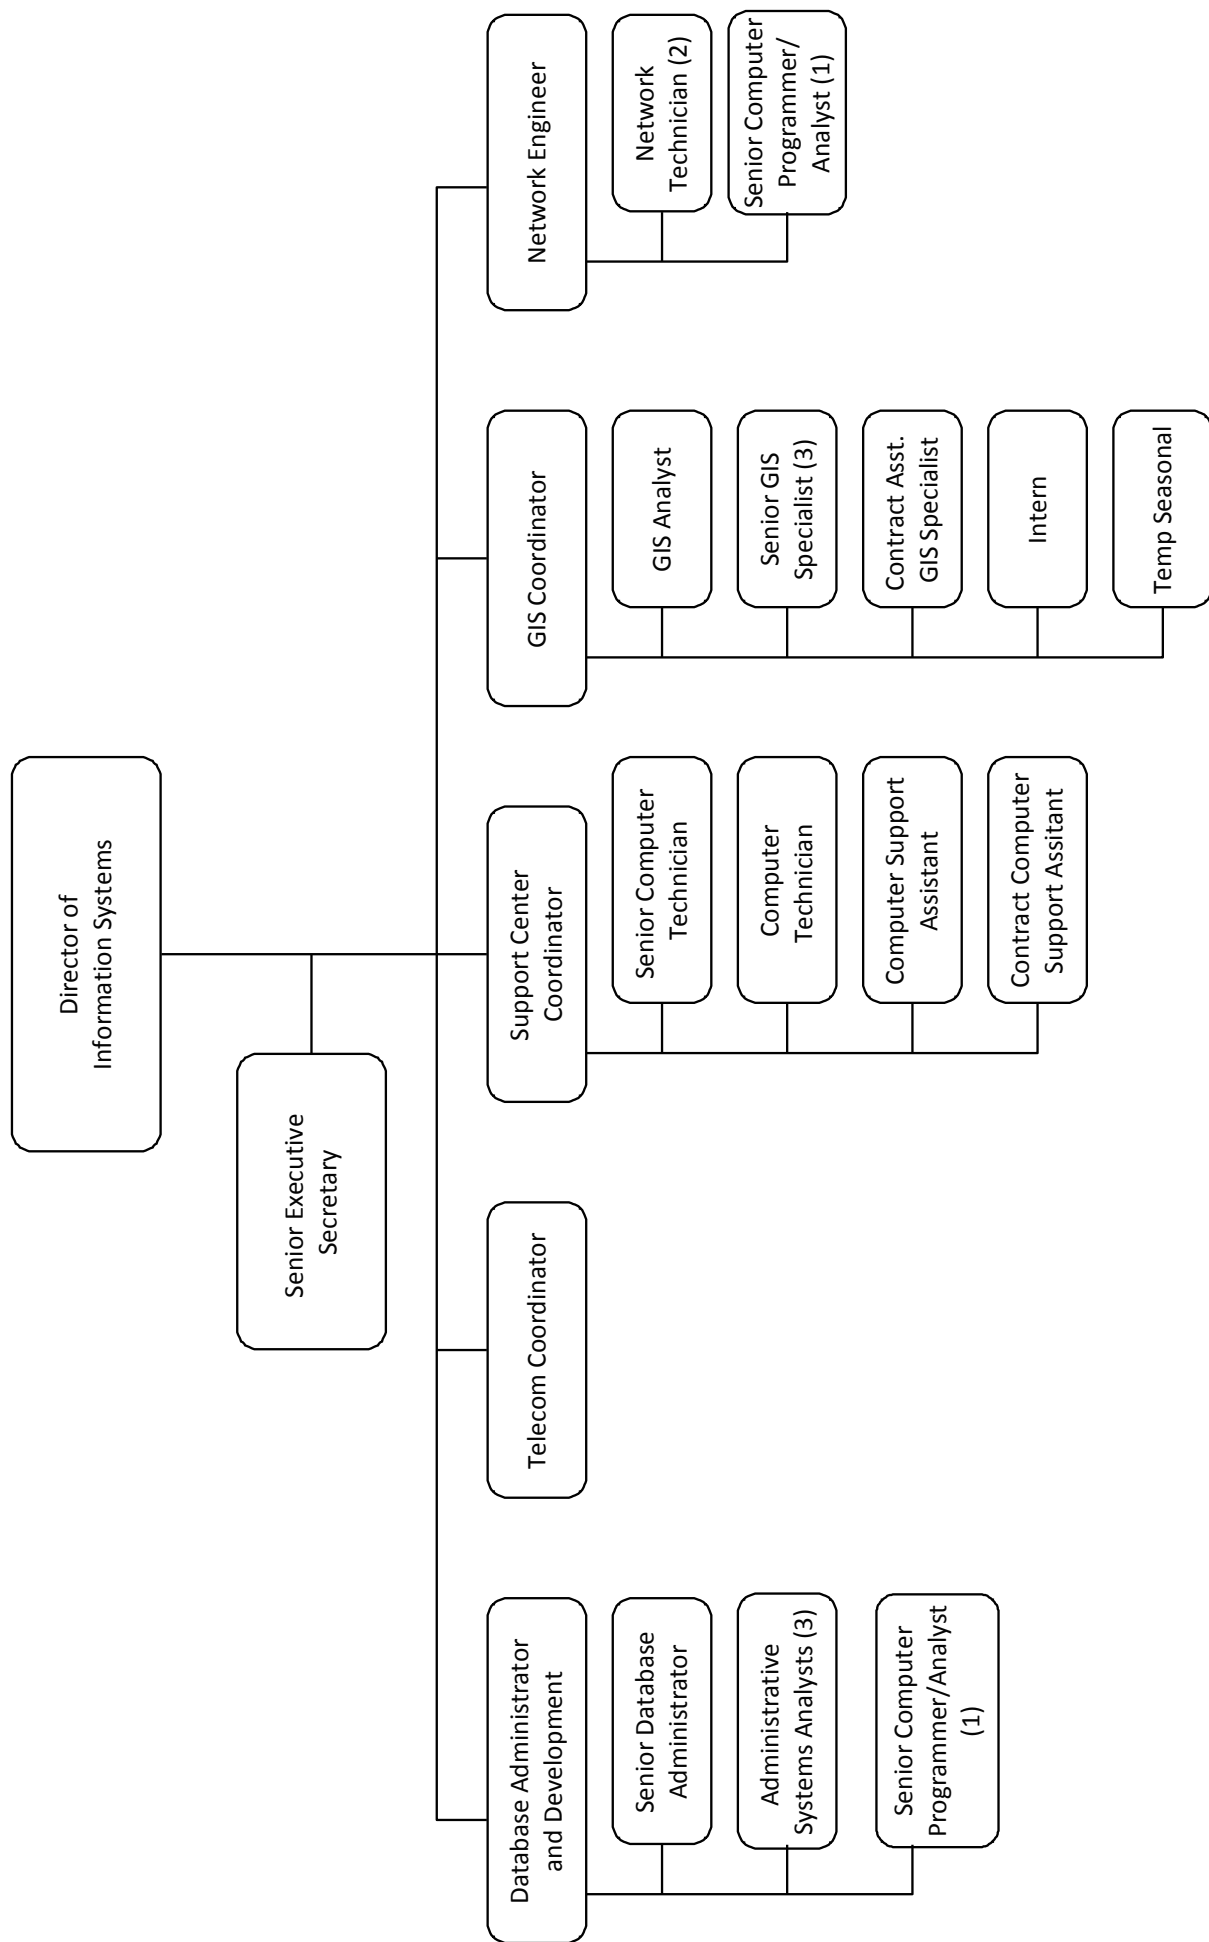 Director of
Information Systems
Senior Executive
Secretary
Database Administrator
and Development
Senior Database
Administrator
Administrative
Systems Analysts (3)
Senior Computer
Programmer/Analyst
(1)
Telecom Coordinator
Support Center
Coordinator
Senior Computer
Technician
Computer
Technician
Computer Support
Assistant
Contract Computer
Support Assitant
GIS Coordinator
GIS Analyst
Senior GIS
Specialist (3)
Contract Asst.
GIS Specialist
Intern
Temp Seasonal
Network Engineer
Network
Technician (2)
Senior Computer
Programmer/
Analyst (1)